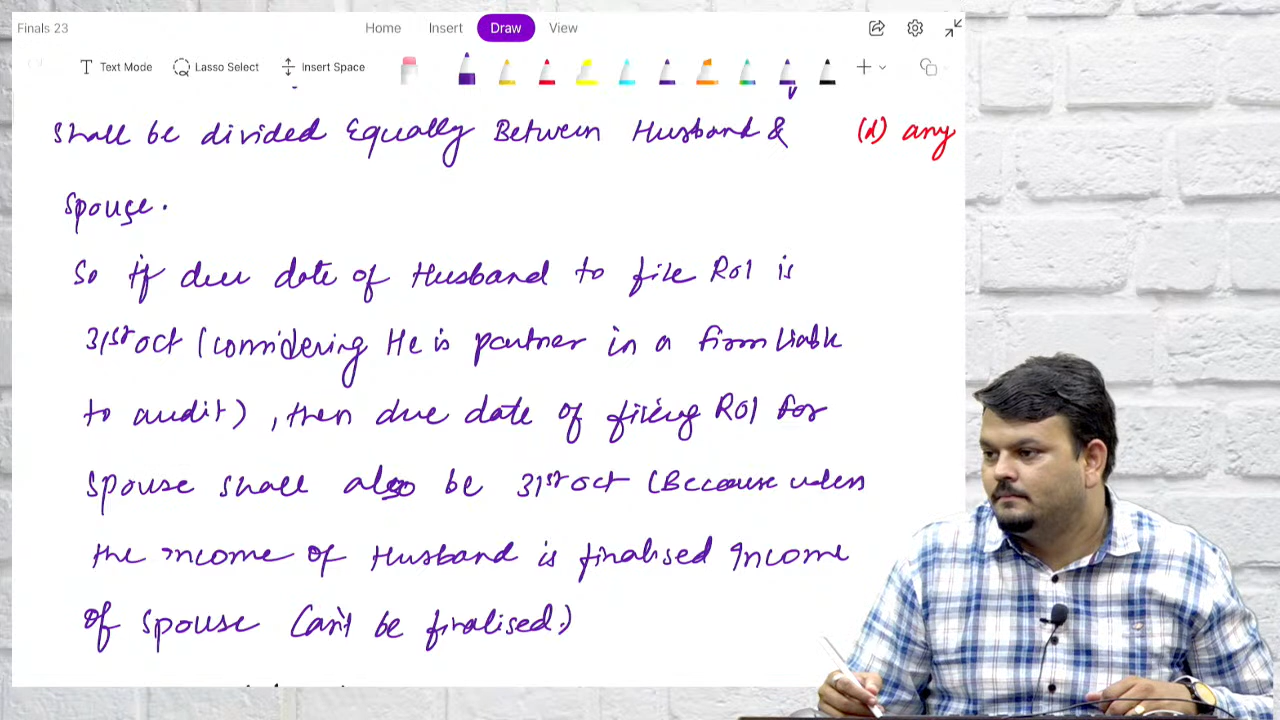 Finals 23
Home Insert Draw View
Text Mode Lasso Select Insert Space
Shall be divided Equally Between Husband & (d) any
Spouse.
So if due date of Husband to file ROI is
31st oct (considering He is partner in a firm liable
to audit), then due date of filing ROI for
Spouse shall also be 31st oct (Because unless
the income of Husband is finalised Income
of spouse Can't be finalised.)